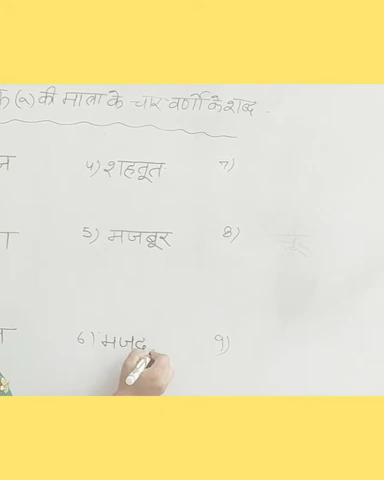 (ू) की मात्रा के चार वर्णो के शब्द
4) शहतूत 7)
5) मजबूर 8)
6) मजद 9)